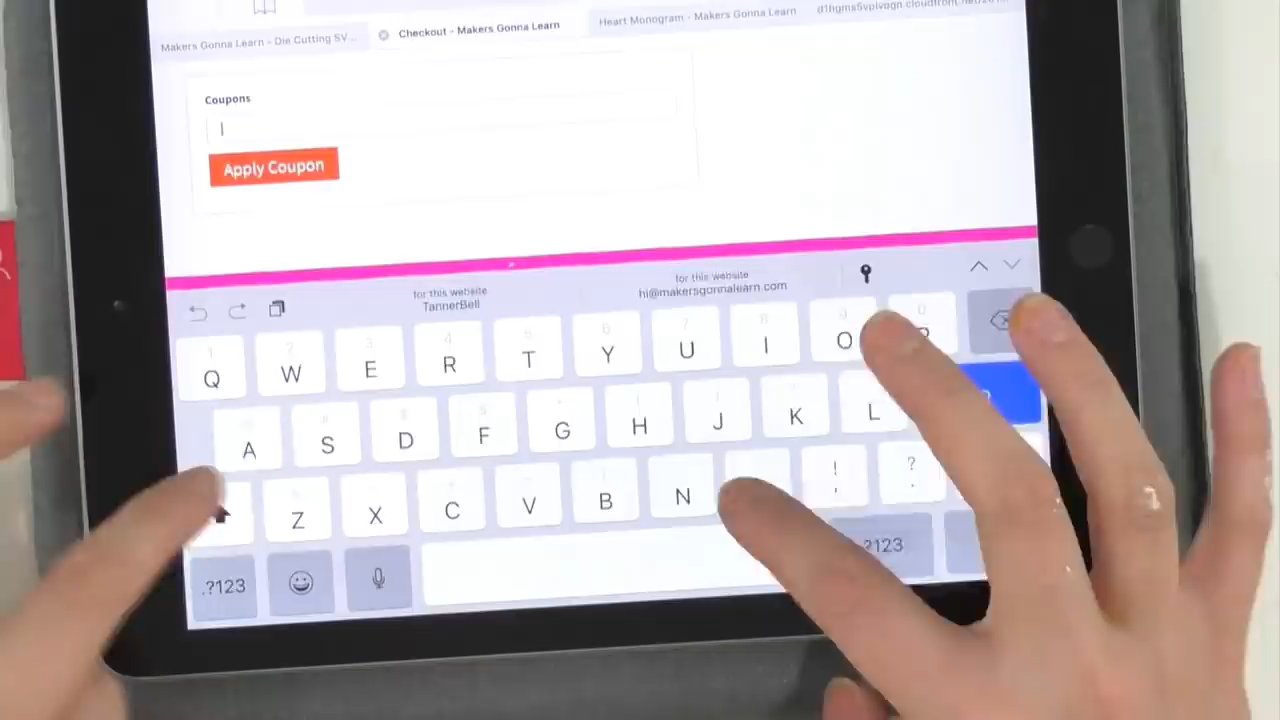 Makers Gonna Learn - Die Cutting SV...
Checkout - Makers Gonna Learn
Heart Monogram - Makers Gonna Learn
Coupons
Apply Coupon
for this website
TannerBell
for this website
hi@makersgonnalearn.com
Q W E R T Y U I O
A S D F G H J K L
Z X C V B N ! , ? .
.?123 .?123